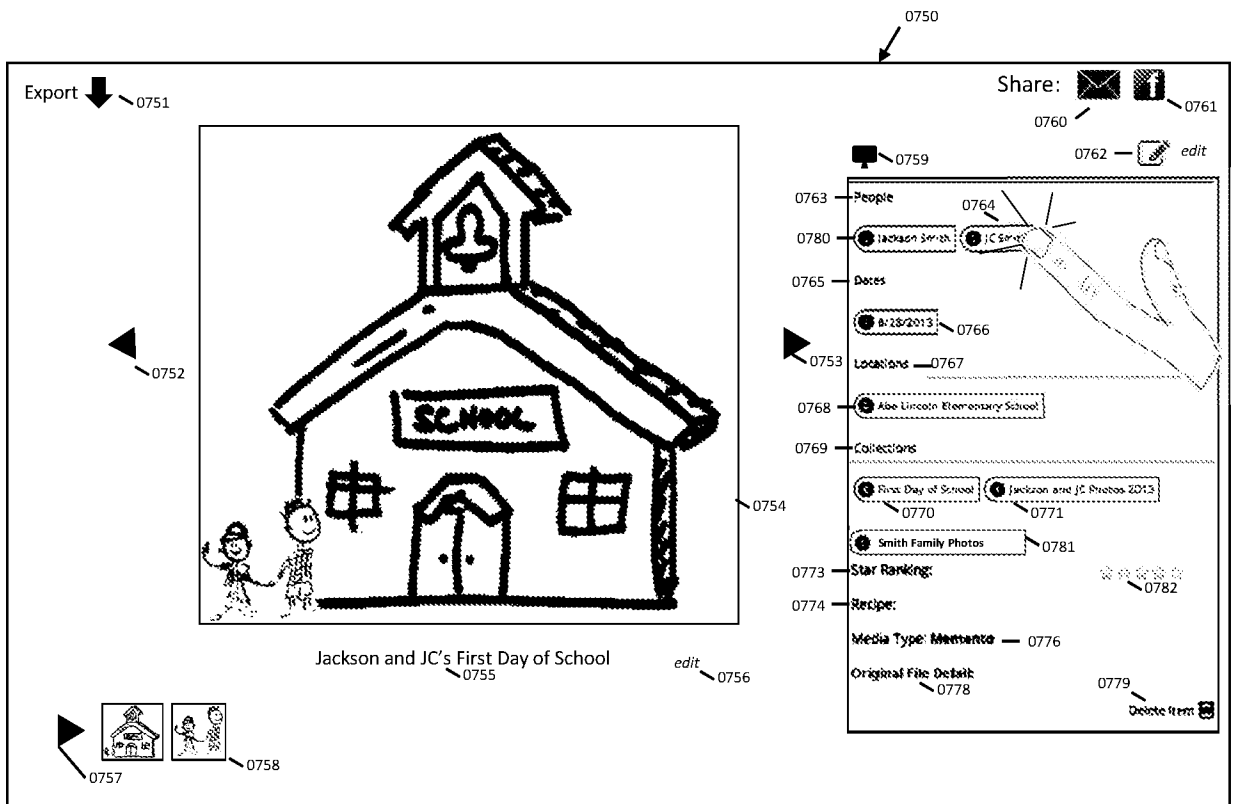 0750
Export 0751
Share: f
0760 0761
0759 0762 edit
0763 People
0764
0780 Jackson Smith JC Smit
0765 Dates
8/28/2013 0766
0752
0753
Locations 0767
0768 Abe Lincoln Elementary School
SCHOOL
0769 Collections
First Day of School Jackson and JC Photos 2013
0754 0770 0771
Smith Family Photos 0781
0773 Star Ranking:
0782
0774 Recipe:
Media Type: Memento 0776
Jackson and JC's First Day of School edit
0755 0756
Original File Detail:
0778
0779
Delete Item
0757 0758